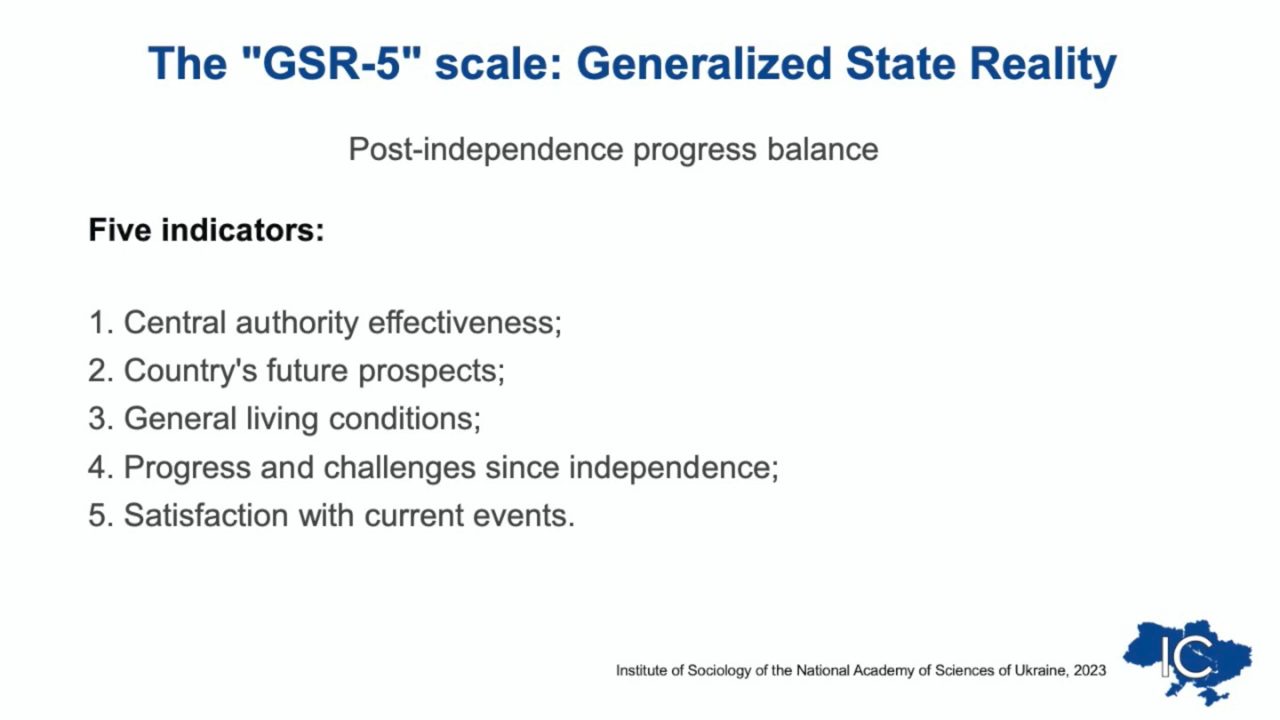 The "GSR-5" scale: Generalized State Reality
Post-independence progress balance
Five indicators:
1. Central authority effectiveness;
2. Country's future prospects;
3. General living conditions;
4. Progress and challenges since independence;
5. Satisfaction with current events.
Institute of Sociology of the National Academy of Sciences of Ukraine, 2023
ІС